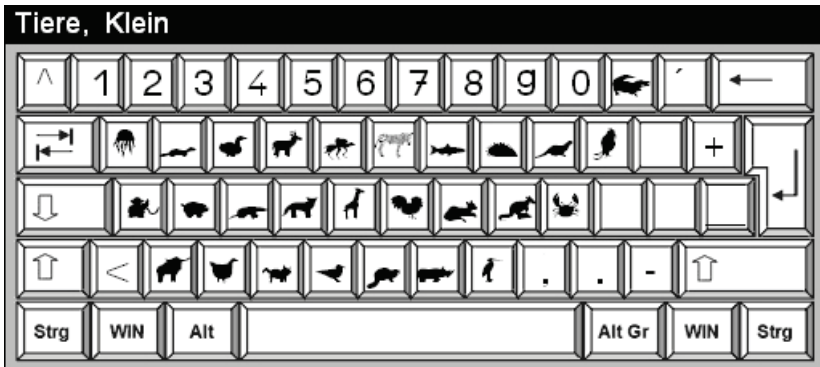 Tiere, Klein
^ 1 2 3 4 5 6 7 8 9 0 ´
+
< . . -
Strg WIN Alt Alt Gr WIN Strg